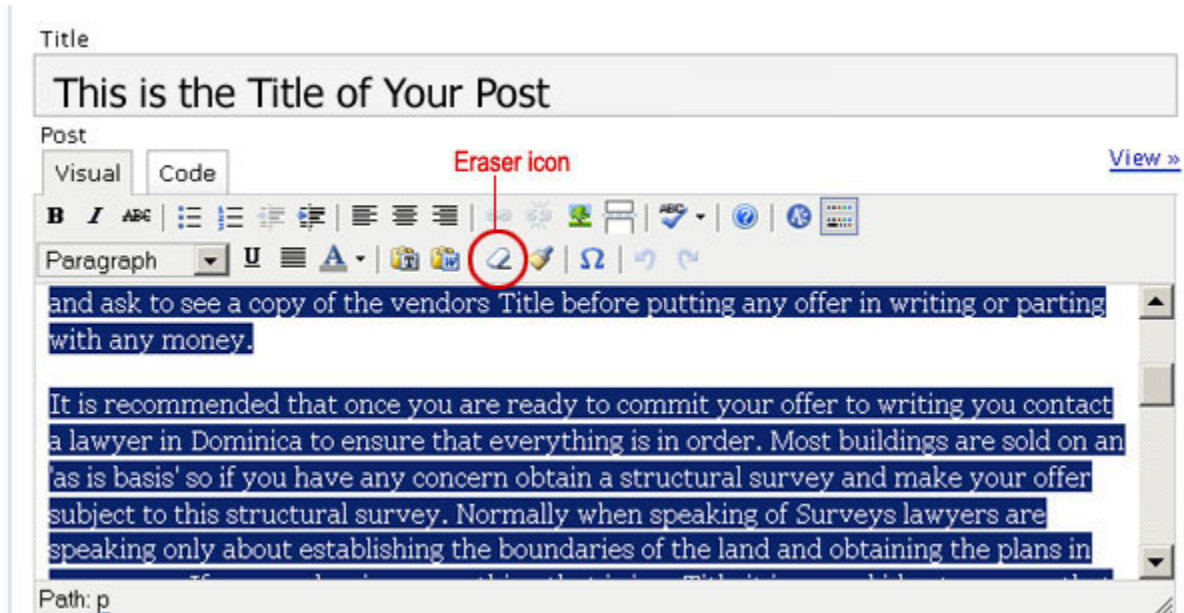 Title
This is the Title of Your Post
Post
Visual Code
Eraser icon
View »
B I ABC ABC
Paragraph U A T W Ω
and ask to see a copy of the vendors Title before putting any offer in writing or parting
with any money.
It is recommended that once you are ready to commit your offer to writing you contact
a lawyer in Dominica to ensure that everything is in order. Most buildings are sold on an
'as is basis' so if you have any concern obtain a structural survey and make your offer
subject to this structural survey. Normally when speaking of Surveys lawyers are
speaking only about establishing the boundaries of the land and obtaining the plans in
Path: p